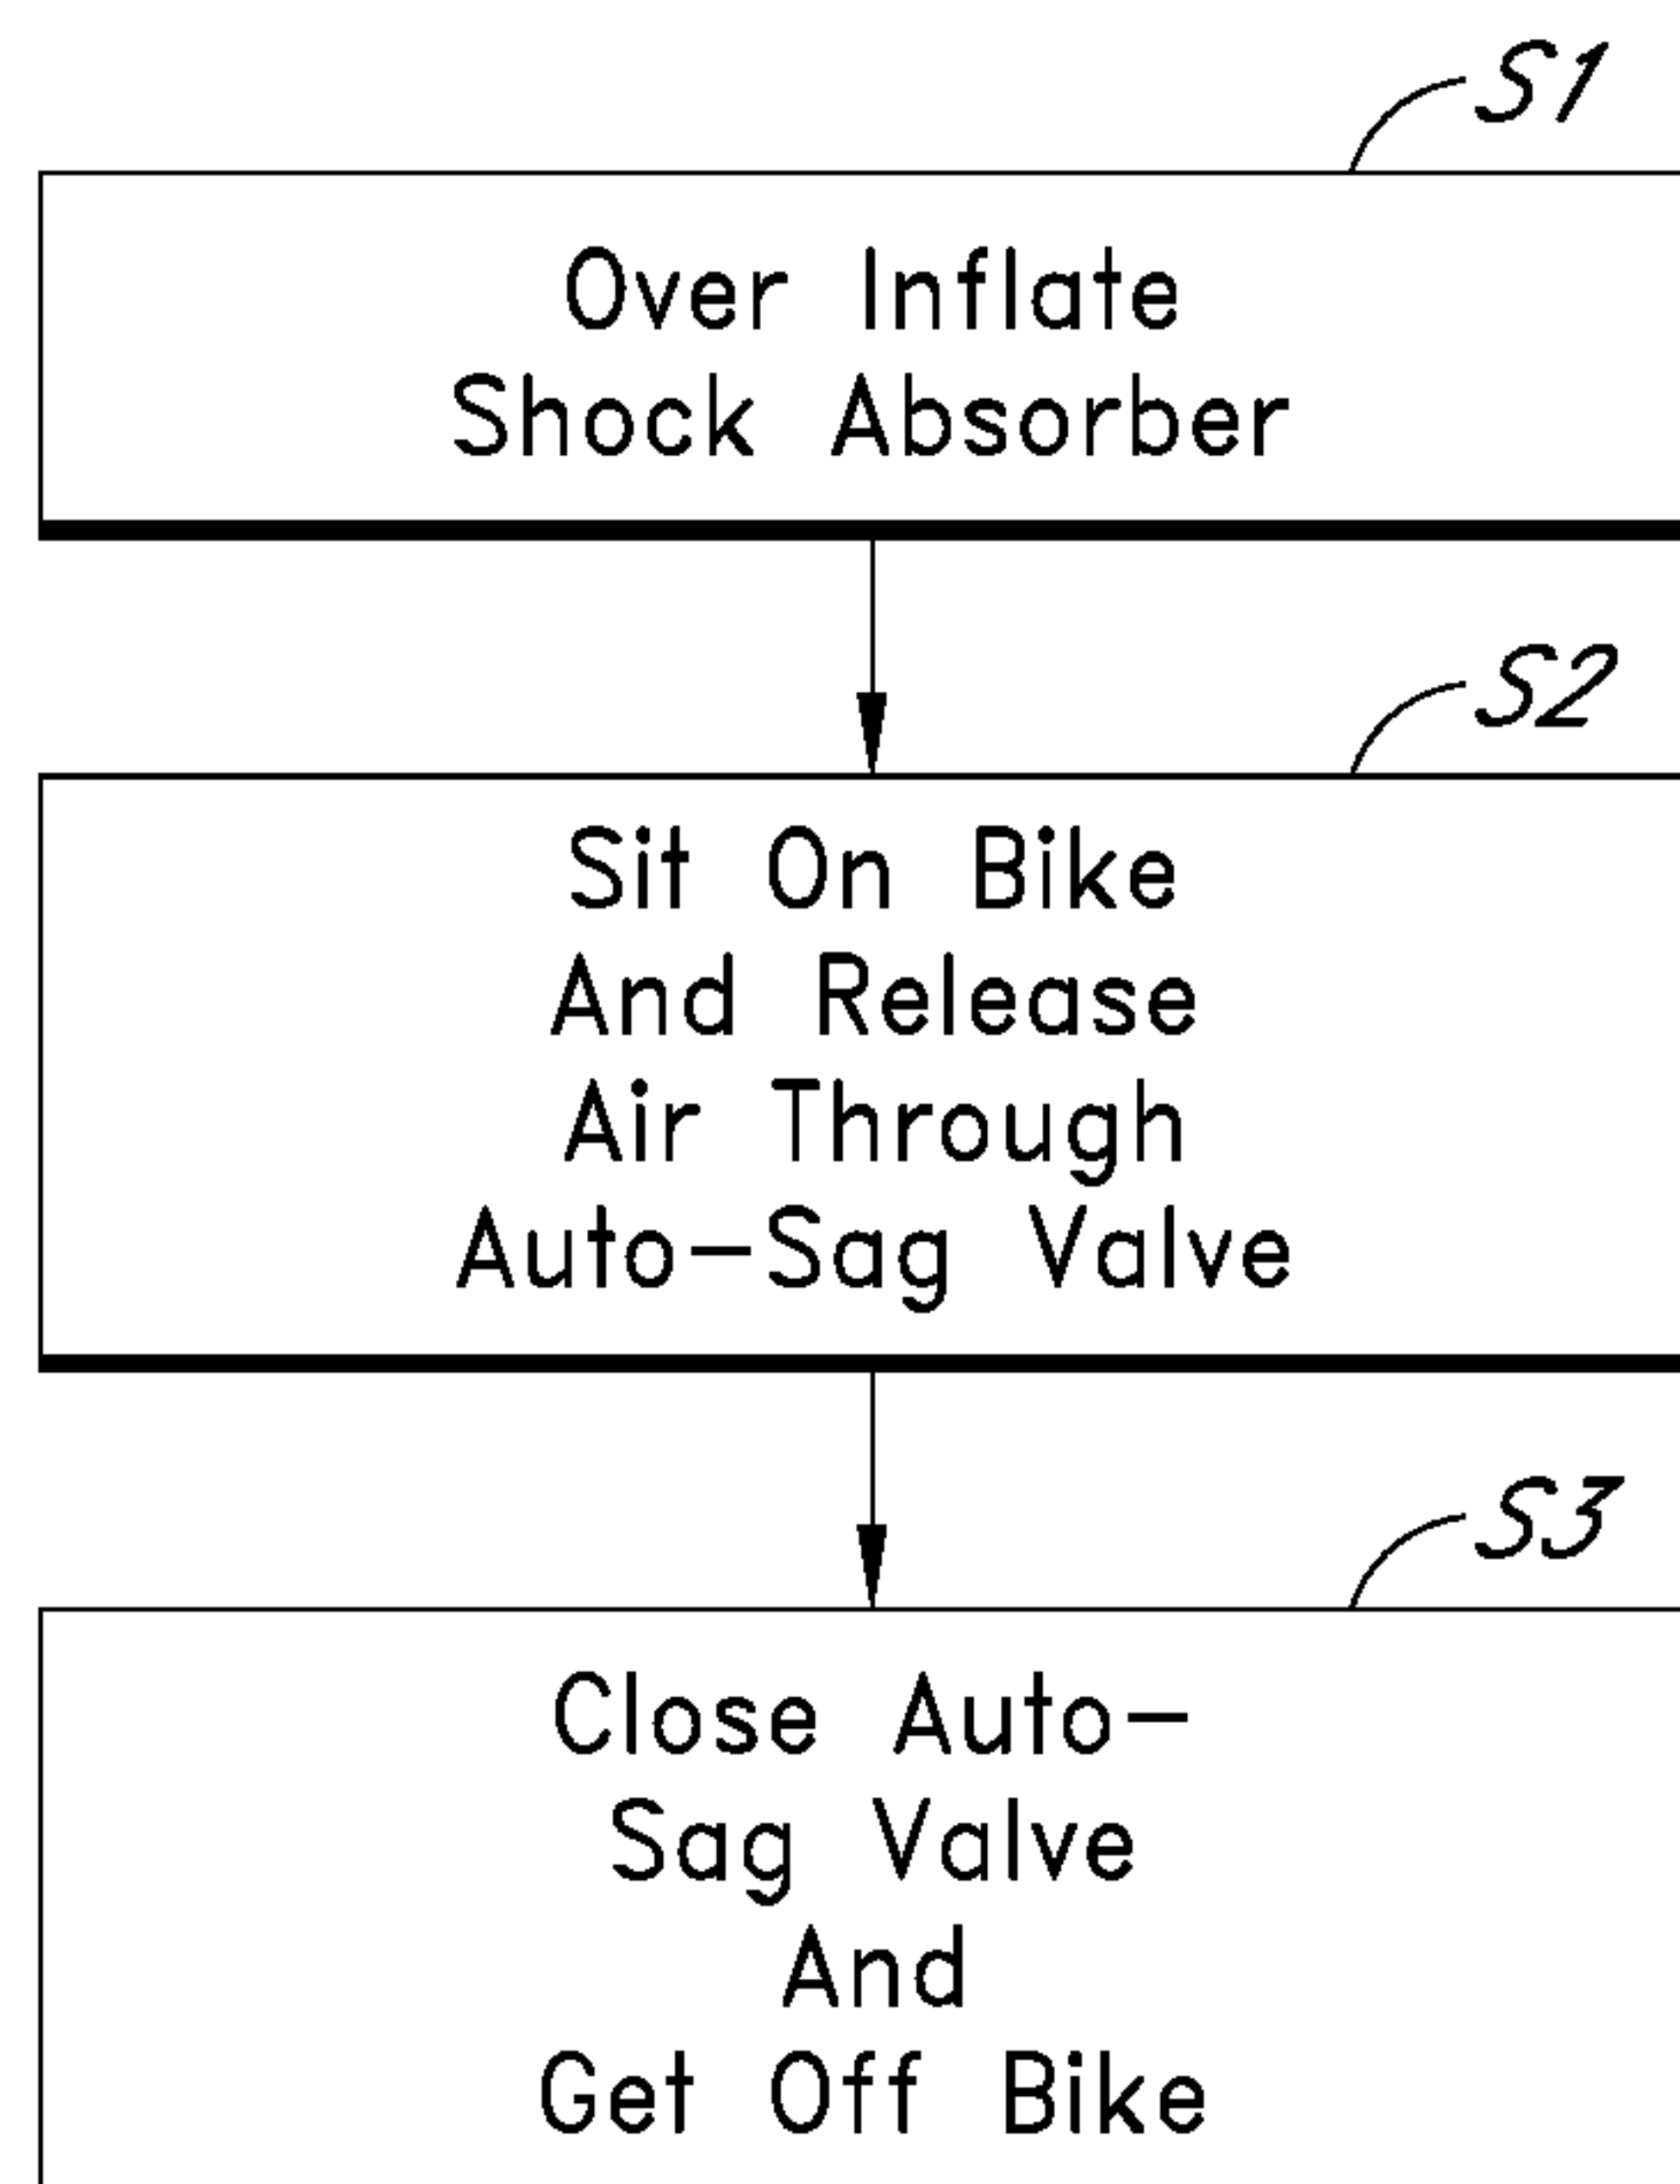 S1
Over Inflate
Shock Absorber
S2
Sit On Bike
And Release
Air Through
Auto-Sag Valve
S3
Close Auto-
Sag Valve
And
Get Off Bike